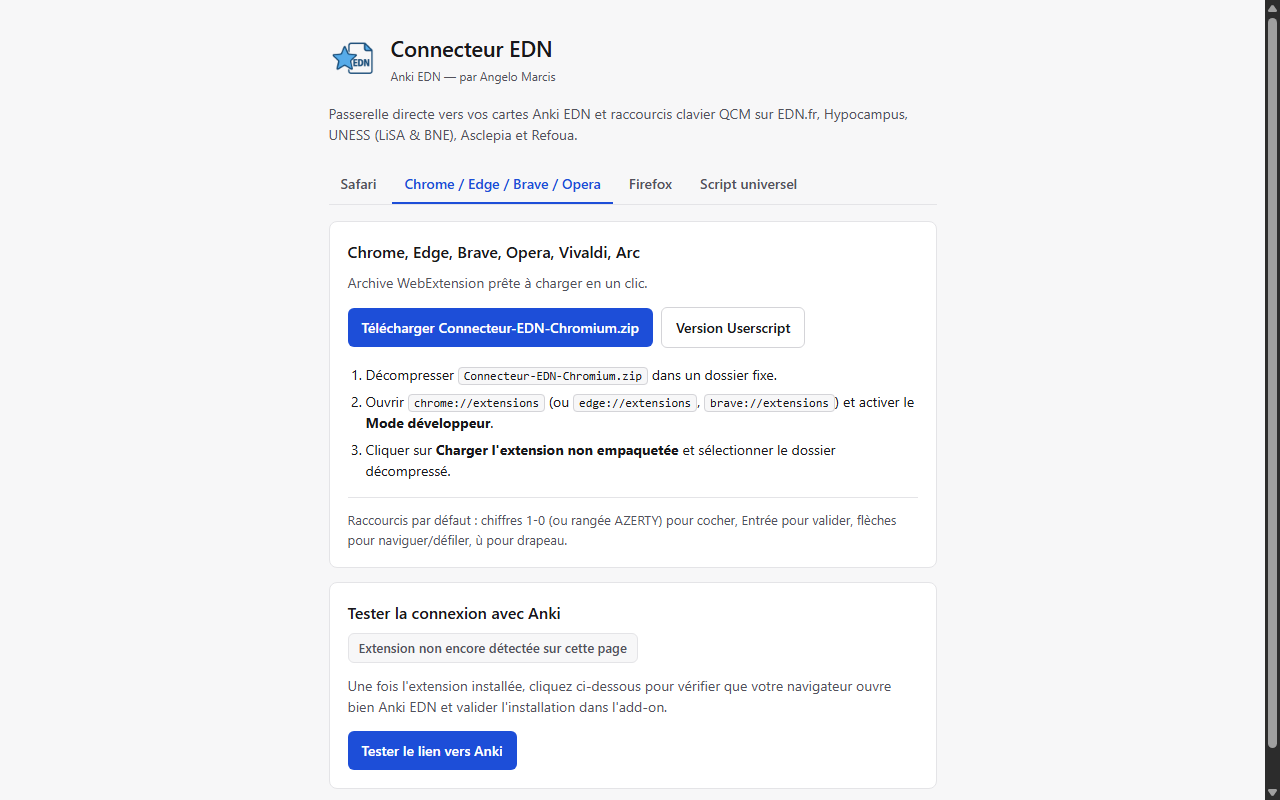 EDN
Connecteur EDN
Anki EDN — par Angelo Marcis
Passerelle directe vers vos cartes Anki EDN et raccourcis clavier QCM sur EDN.fr, Hypocampus,
UNESS (LiSA & BNE), Asclepia et Refoua.
Safari Chrome / Edge / Brave / Opera Firefox Script universel
Chrome, Edge, Brave, Opera, Vivaldi, Arc
Archive WebExtension prête à charger en un clic.
Télécharger Connecteur-EDN-Chromium.zip Version Userscript
1. Décompresser Connecteur-EDN-Chromium.zip dans un dossier fixe.
2. Ouvrir chrome://extensions (ou edge://extensions, brave://extensions) et activer le
Mode développeur.
3. Cliquer sur Charger l'extension non empaquetée et sélectionner le dossier
décompressé.
Raccourcis par défaut : chiffres 1-0 (ou rangée AZERTY) pour cocher, Entrée pour valider, flèches
pour naviguer/défiler, ù pour drapeau.
Tester la connexion avec Anki
Extension non encore détectée sur cette page
Une fois l'extension installée, cliquez ci-dessous pour vérifier que votre navigateur ouvre
bien Anki EDN et valider l'installation dans l'add-on.
Tester le lien vers Anki